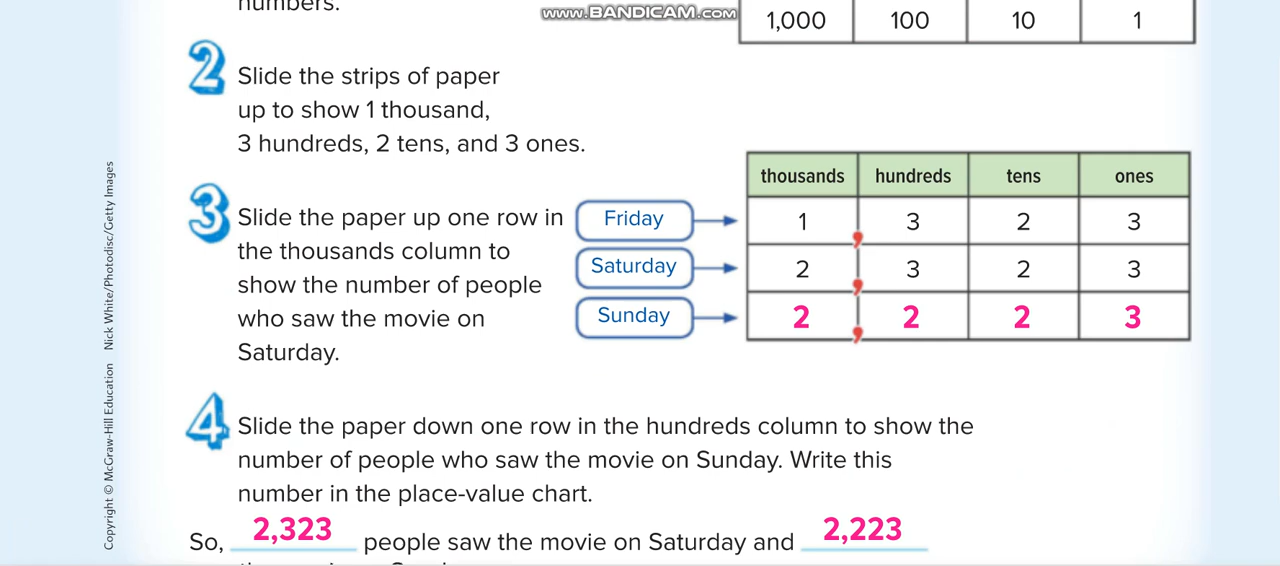 numbers.
www.BANDICAM.com
1,000 100 10 1
2 Slide the strips of paper
up to show 1 thousand,
3 hundreds, 2 tens, and 3 ones.
3 Slide the paper up one row in
the thousands column to
show the number of people
who saw the movie on
Saturday.
thousands hundreds tens ones
Friday 1 , 3 2 3
Saturday 2 , 3 2 3
Sunday 2 , 2 2 3
4 Slide the paper down one row in the hundreds column to show the
number of people who saw the movie on Sunday. Write this
number in the place-value chart.
So, 2,323 people saw the movie on Saturday and 2,223
Copyright © McGraw-Hill Education Nick White/Photodisc/Getty Images